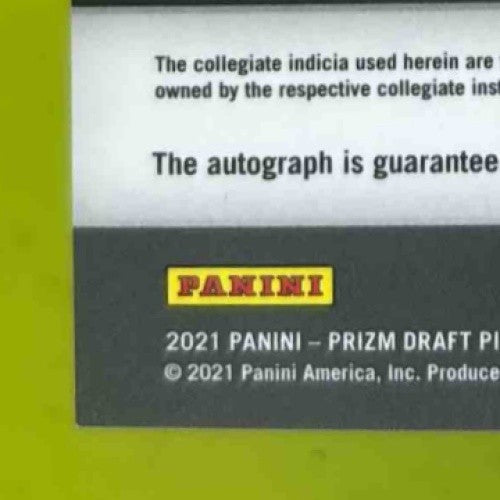 The collegiate indicia used herein are
owned by the respective collegiate inst
The autograph is guarantee
PANINI
2021 PANINI – PRIZM DRAFT PI
© 2021 Panini America, Inc. Produce